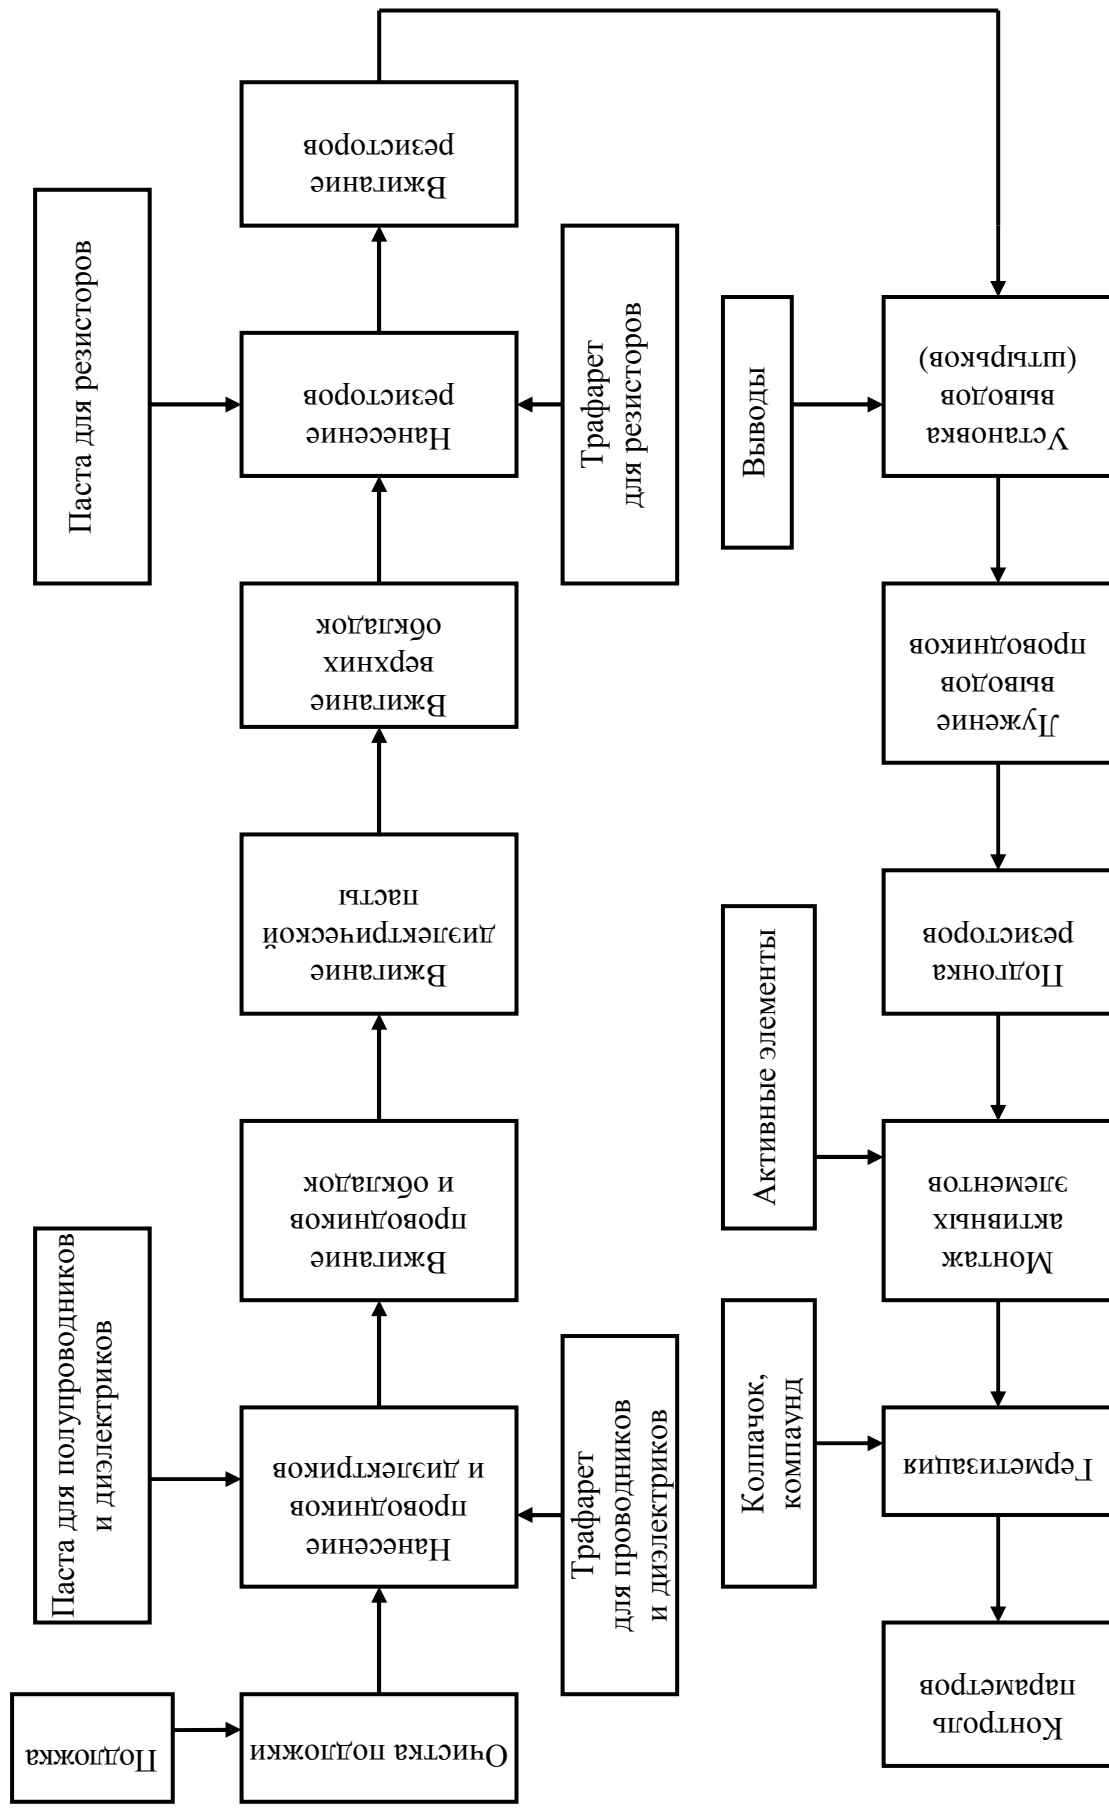 Подложка
Очистка подложки
Паста для полупроводников
и диэлектриков
Нанесение
проводников
и диэлектриков
Трафарет
для проводников
и диэлектриков
Вжигание
проводников
и обкладок
Вжигание
диэлектрической
пасты
Вжигание
верхних
обкладок
Паста для резисторов
Нанесение
резисторов
Трафарет
для резисторов
Вжигание
резисторов
Выводы
Установка
выводов
(штырьков)
Лужение
выводов
проводников
Подгонка
резисторов
Активные элементы
Монтаж
активных
элементов
Колпачок,
компаунд
Герметизация
Контроль
параметров